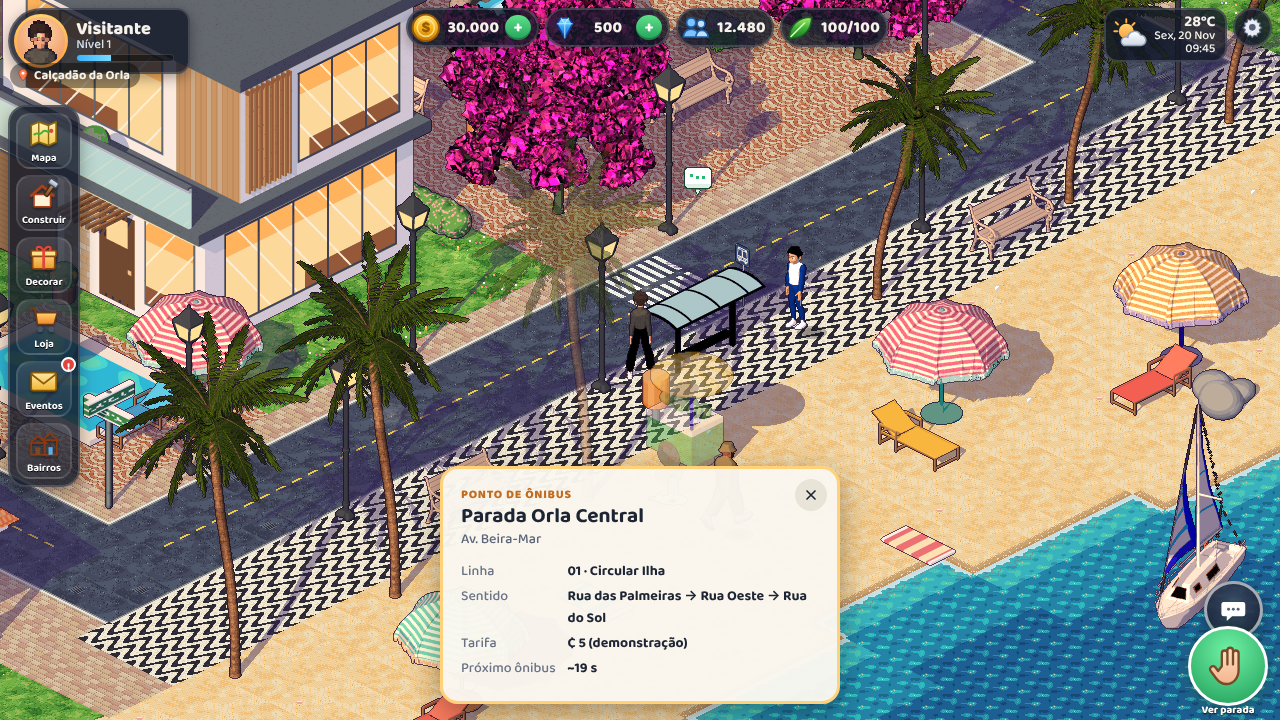 Visitante
Nível 1
Calçadão da Orla
30.000
500
12.480
100/100
28°C
Sex, 20 Nov
09:45
Mapa
Construir
Decorar
Loja
Eventos
Bairros
PONTO DE ÔNIBUS
Parada Orla Central
Av. Beira-Mar
Linha 01 · Circular Ilha
Sentido Rua das Palmeiras → Rua Oeste → Rua
do Sol
Tarifa ₵ 5 (demonstração)
Próximo ônibus ~19 s
Ver parada